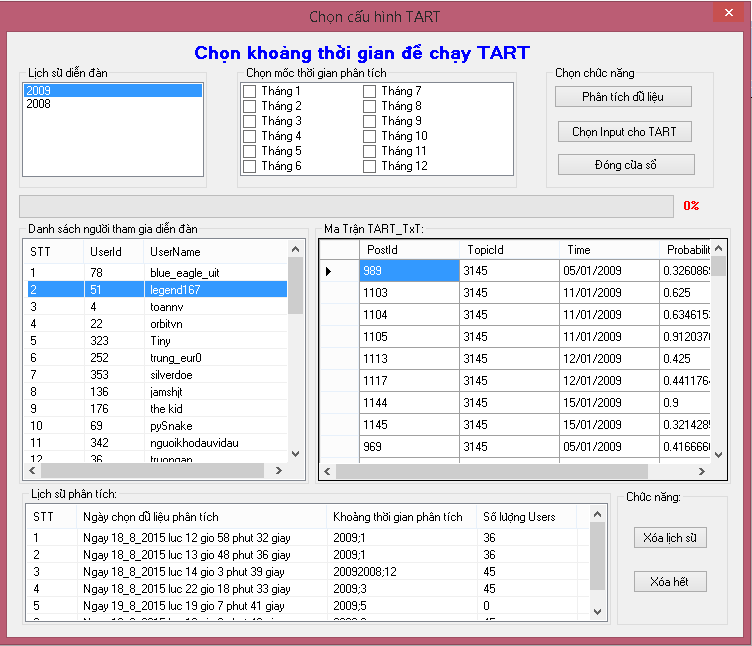 Chọn cấu hình TART
Chọn khoảng thời gian để chạy TART
Lịch sử diễn đàn
2009
2008
Chọn mốc thời gian phân tích
Tháng 1
Tháng 7
Tháng 2
Tháng 8
Tháng 3
Tháng 9
Tháng 4
Tháng 10
Tháng 5
Tháng 11
Tháng 6
Tháng 12
Chọn chức năng
Phân tích dữ liệu
Chọn Input cho TART
Đóng cửa sổ
0%
Danh sách người tham gia diễn đàn
STT UserId UserName
1 78 blue_eagle_uit
2 51 legend167
3 4 toannv
4 22 orbitvn
5 323 Tiny
6 252 trung_eur0
7 353 silverdoe
8 136 jamshjt
9 176 the kid
10 69 pySnake
11 342 nguoikhodauvidau
12 36 truongan
Ma Trận TART_TxT:
PostId TopicId Time Probabilit
989 3145 05/01/2009 0.326086
1103 3145 11/01/2009 0.625
1104 3145 11/01/2009 0.634615
1105 3145 11/01/2009 0.912037
1113 3145 12/01/2009 0.425
1117 3145 12/01/2009 0.441176
1144 3145 15/01/2009 0.9
1145 3145 15/01/2009 0.321428
969 3145 05/01/2009 0.416666
Lịch sử phân tích:
STT Ngày chọn dữ liệu phân tích Khoảng thời gian phân tích Số lượng Users
1 Ngay 18_8_2015 luc 12 gio 58 phut 32 giay 2009;1 36
2 Ngay 18_8_2015 luc 13 gio 48 phut 36 giay 2009;1 36
3 Ngay 18_8_2015 luc 14 gio 3 phut 39 giay 20092008;12 45
4 Ngay 18_8_2015 luc 22 gio 18 phut 33 giay 2009;3 45
5 Ngay 19_8_2015 luc 19 gio 7 phut 41 giay 2009;5 0
Chức năng:
Xóa lịch sử
Xóa hết